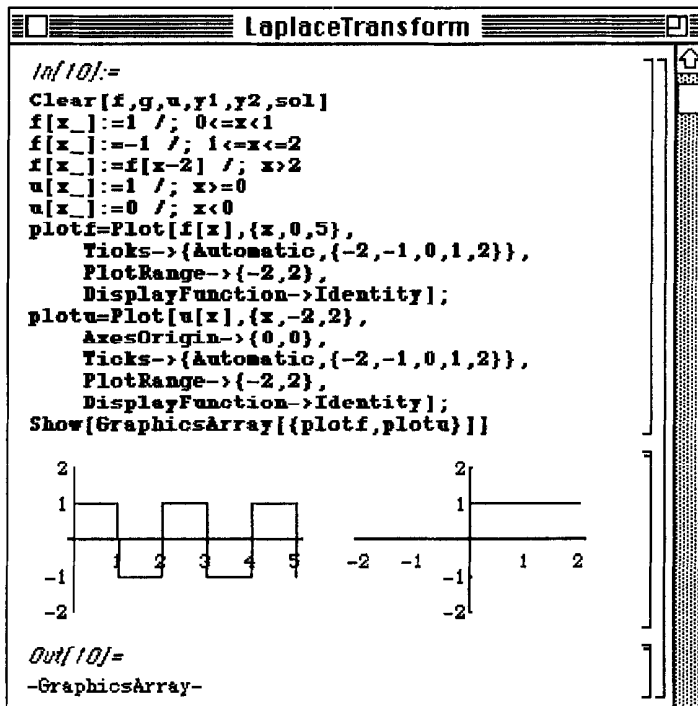 LaplaceTransform
In[10]:=
Clear[f,g,u,y1,y2,sol]
f[x_]:=1 /; 0<=x<1
f[x_]:=-1 /; 1<=x<=2
f[x_]:=f[x-2] /; x>2
u[x_]:=1 /; x>=0
u[x_]:=0 /; x<0
plotf=Plot[f[x],{x,0,5},
Ticks->{Automatic,{-2,-1,0,1,2}},
PlotRange->{-2,2},
DisplayFunction->Identity];
plotu=Plot[u[x],{x,-2,2},
AxesOrigin->{0,0},
Ticks->{Automatic,{-2,-1,0,1,2}},
PlotRange->{-2,2},
DisplayFunction->Identity];
Show[GraphicsArray[{plotf,plotu}]]
2 2
1 1
1 2 3 4 5 -2 -1 1 2
-1 -1
-2 -2
Out[10]=
-GraphicsArray-